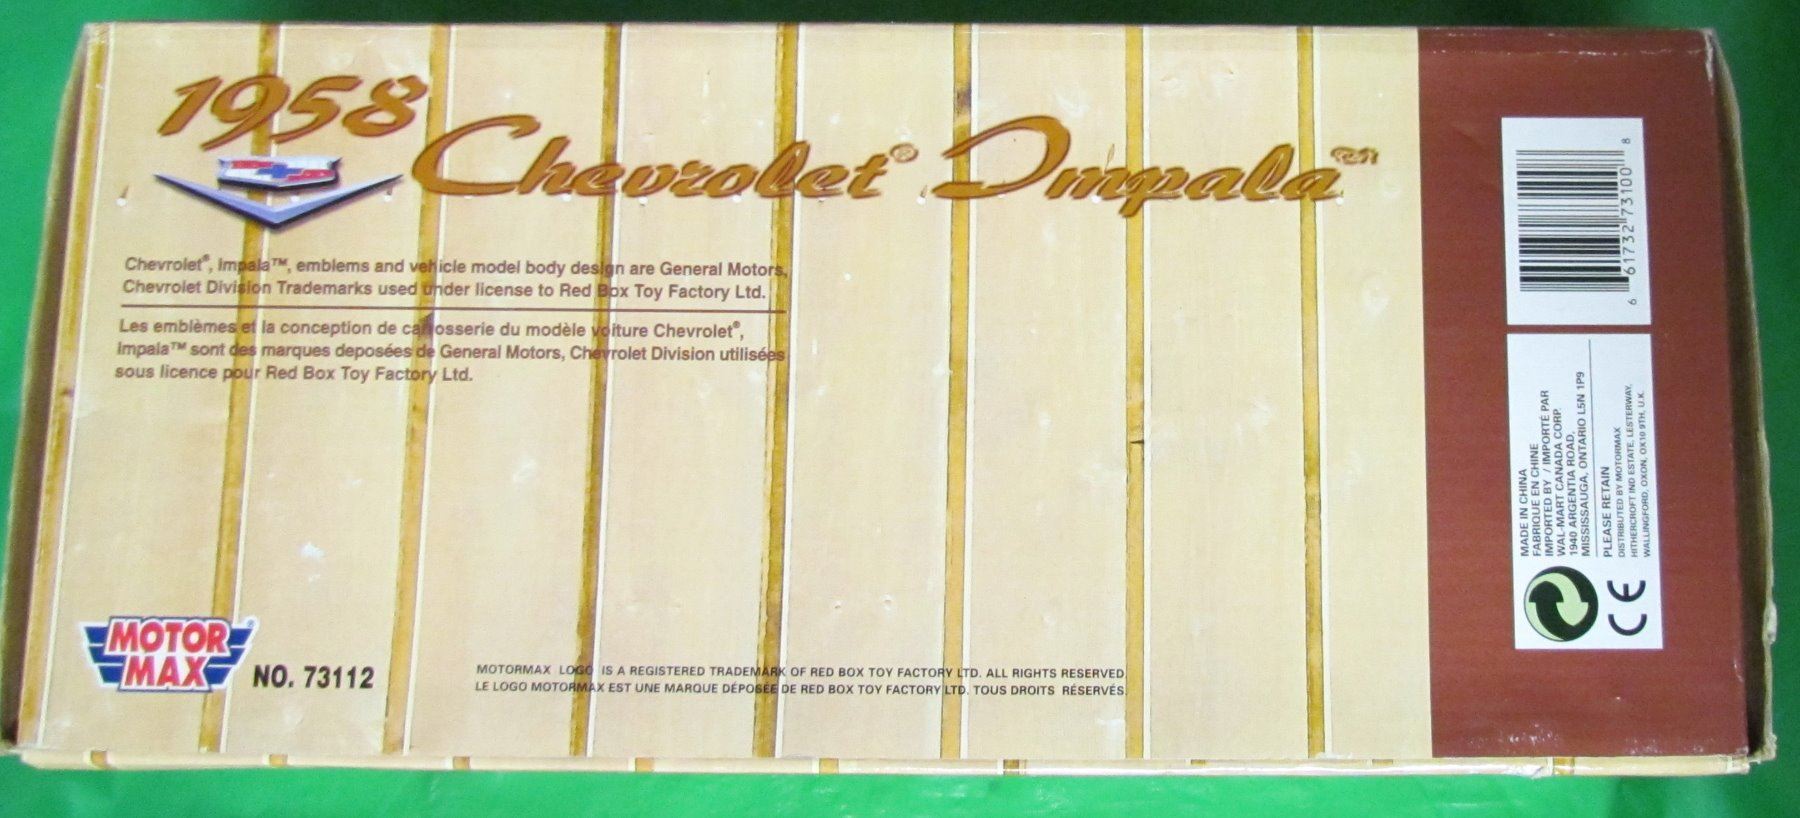 1958
Chevrolet® Impala™
Chevrolet®, Impala™, emblems and vehicle model body design are General Motors,
Chevrolet Division Trademarks used under license to Red Box Toy Factory Ltd.
Les emblèmes et la conception de carrosserie du modèle voiture Chevrolet®,
Impala™ sont des marques deposées de General Motors, Chevrolet Division utilisées
sous licence pour Red Box Toy Factory Ltd.
MOTOR
MAX®
NO. 73112
MOTORMAX LOGO IS A REGISTERED TRADEMARK OF RED BOX TOY FACTORY LTD. ALL RIGHTS RESERVED
LE LOGO MOTORMAX EST UNE MARQUE DÉPOSÉE DE RED BOX TOY FACTORY LTD. TOUS DROITS RÉSERVÉS
6 61732 73100 8
MADE IN CHINA
FABRIQUE EN CHINE
IMPORTED BY / IMPORTÉ PAR
WAL-MART CANADA CORP.
1940 ARGENTIA ROAD,
MISSISSAUGA, ONTARIO L5N 1P9
PLEASE RETAIN
DISTRIBUTED BY MOTORMAX
HITHERCROFT IND ESTATE, LESTERWAY,
WALLINGFORD, OXON, OX10 9TH, U.K.
CE